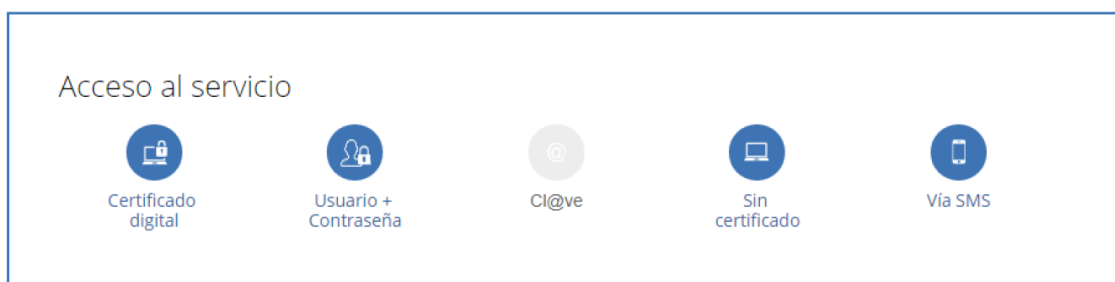 Acceso al servicio
Certificado
digital
Usuario +
Contraseña
@
Cl@ve
Sin
certificado
Vía SMS